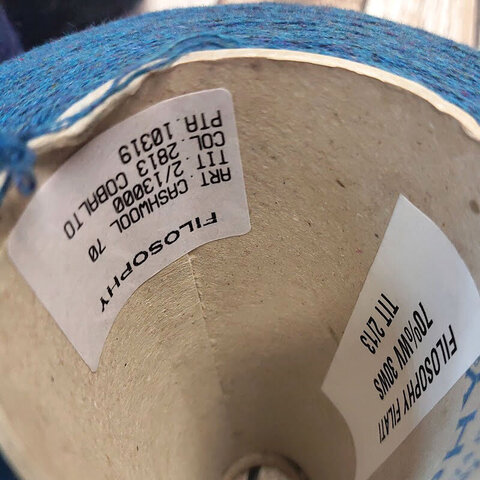 FILOSOPHY
ART. CASHWOOL 70
TIT. 2/13000
COL. 2813 COBALTO
PTA. 10319
FILOSOPHY FILATI
70%WV 30WS
TIT 2/13